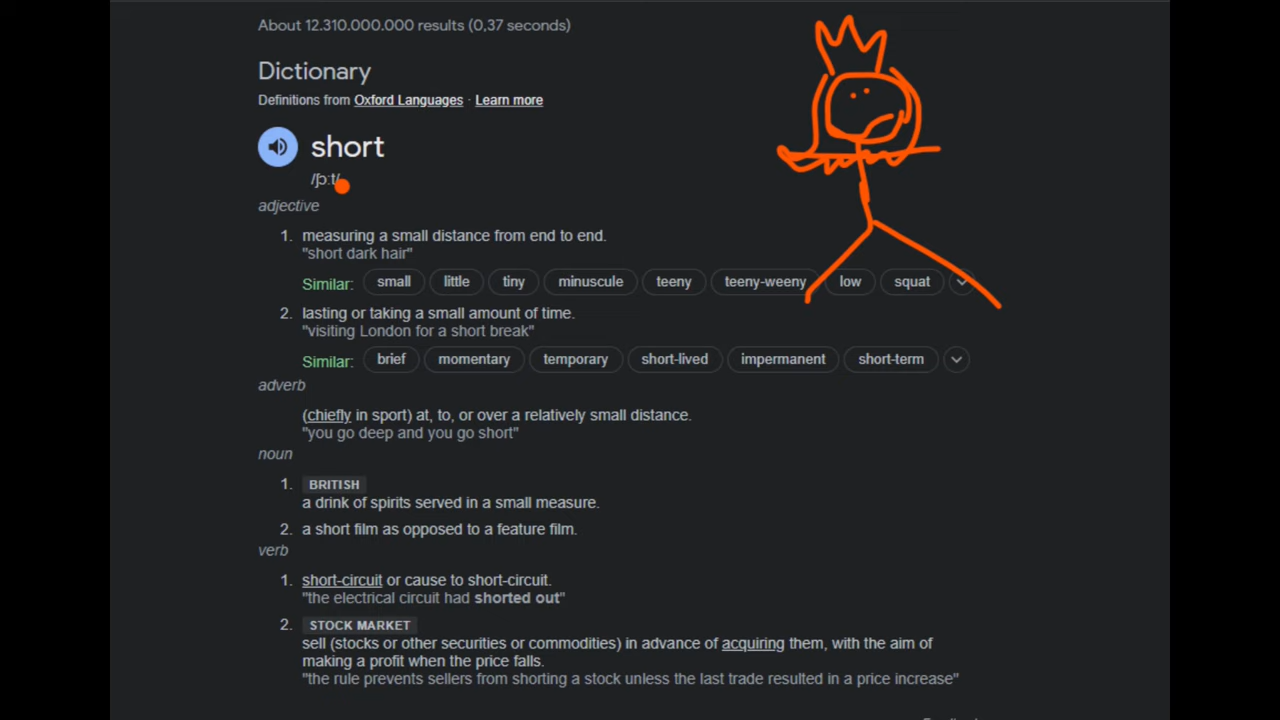 About 12.310.000.000 results (0,37 seconds)
Dictionary
Definitions from Oxford Languages · Learn more
short
/ʃɔːt/
adjective
1. measuring a small distance from end to end.
"short dark hair"
Similar: small little tiny minuscule teeny teeny-weeny low squat
2. lasting or taking a small amount of time.
"visiting London for a short break"
Similar: brief momentary temporary short-lived impermanent short-term
adverb
(chiefly in sport) at, to, or over a relatively small distance.
"you go deep and you go short"
noun
1. BRITISH
a drink of spirits served in a small measure.
2. a short film as opposed to a feature film.
verb
1. short-circuit or cause to short-circuit.
"the electrical circuit had shorted out"
2. STOCK MARKET
sell (stocks or other securities or commodities) in advance of acquiring them, with the aim of
making a profit when the price falls.
"the rule prevents sellers from shorting a stock unless the last trade resulted in a price increase"